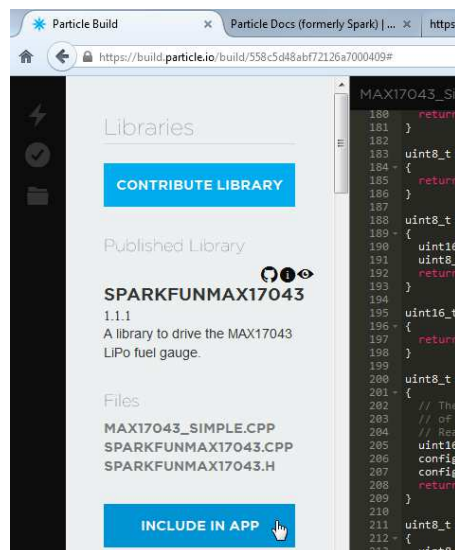 Particle Build
Particle Docs (formerly Spark) | ...
https
https://build.particle.io/build/558c5d48abf72126a7000409#
Libraries
CONTRIBUTE LIBRARY
Published Library
SPARKFUNMAX17043
1.1.1
A library to drive the MAX17043
LiPo fuel gauge.
Files
MAX17043_SIMPLE.CPP
SPARKFUNMAX17043.CPP
SPARKFUNMAX17043.H
INCLUDE IN APP
MAX17043_Si
180 return
181 }
182
183 uint8_t
184 {
185 return
186 }
187
188 uint8_t
189 {
190 uint16
191 uint8_
192 return
193 }
194
195 uint16_t
196 {
197 return
198 }
199
200 uint8_t
201 {
202 // The
203 // of
204 // Rea
205 uint16
206 config
207 config
208 return
209 }
210
211 uint8_t
212 {